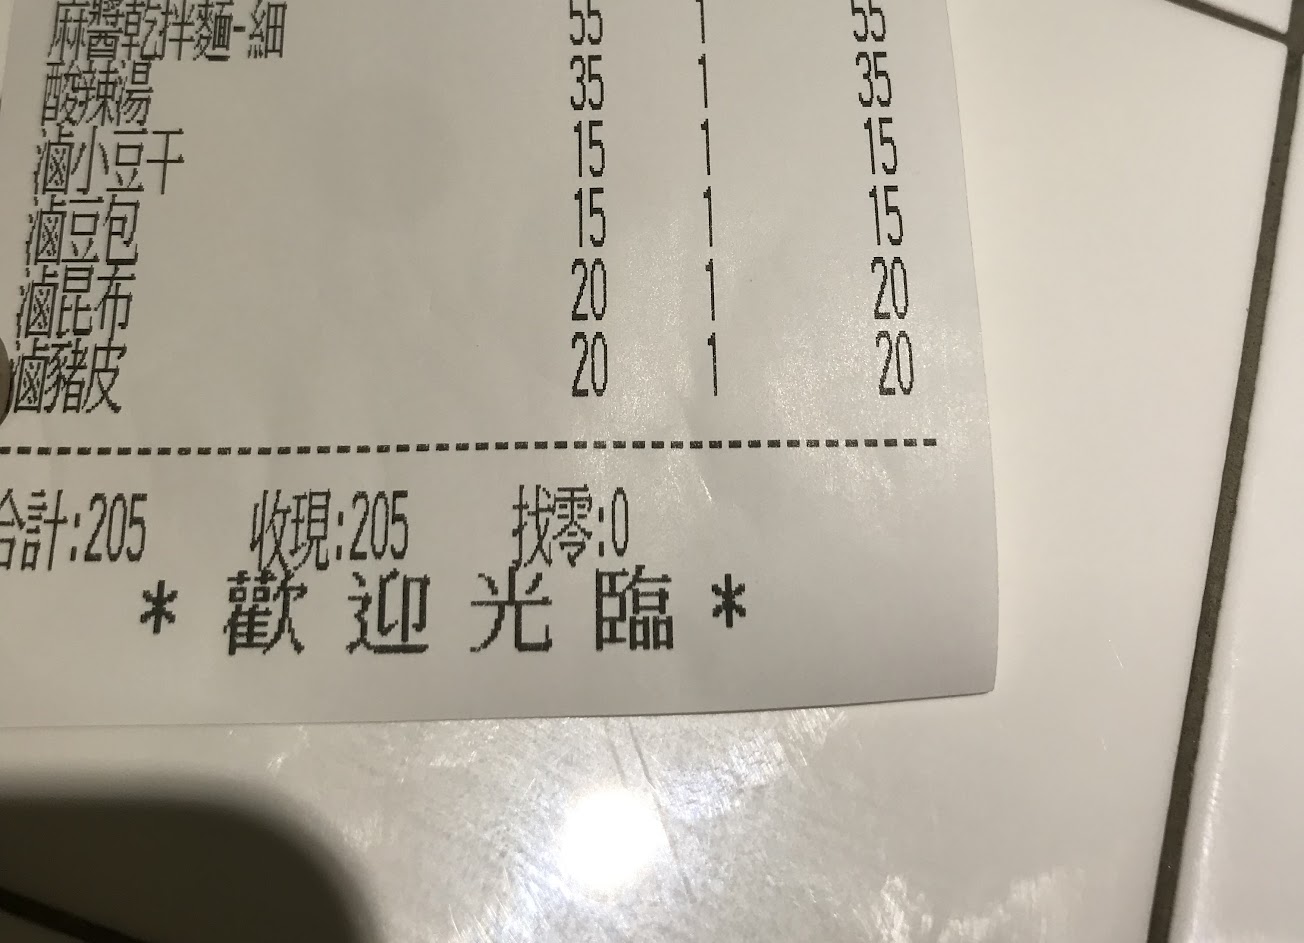 麻醬乾拌麵-細 55 1 55
酸辣湯 35 1 35
滷小豆干 15 1 15
滷豆包 15 1 15
滷昆布 20 1 20
滷豬皮 20 1 20
合計:205 收現:205 找零:0
* 歡迎光臨 *